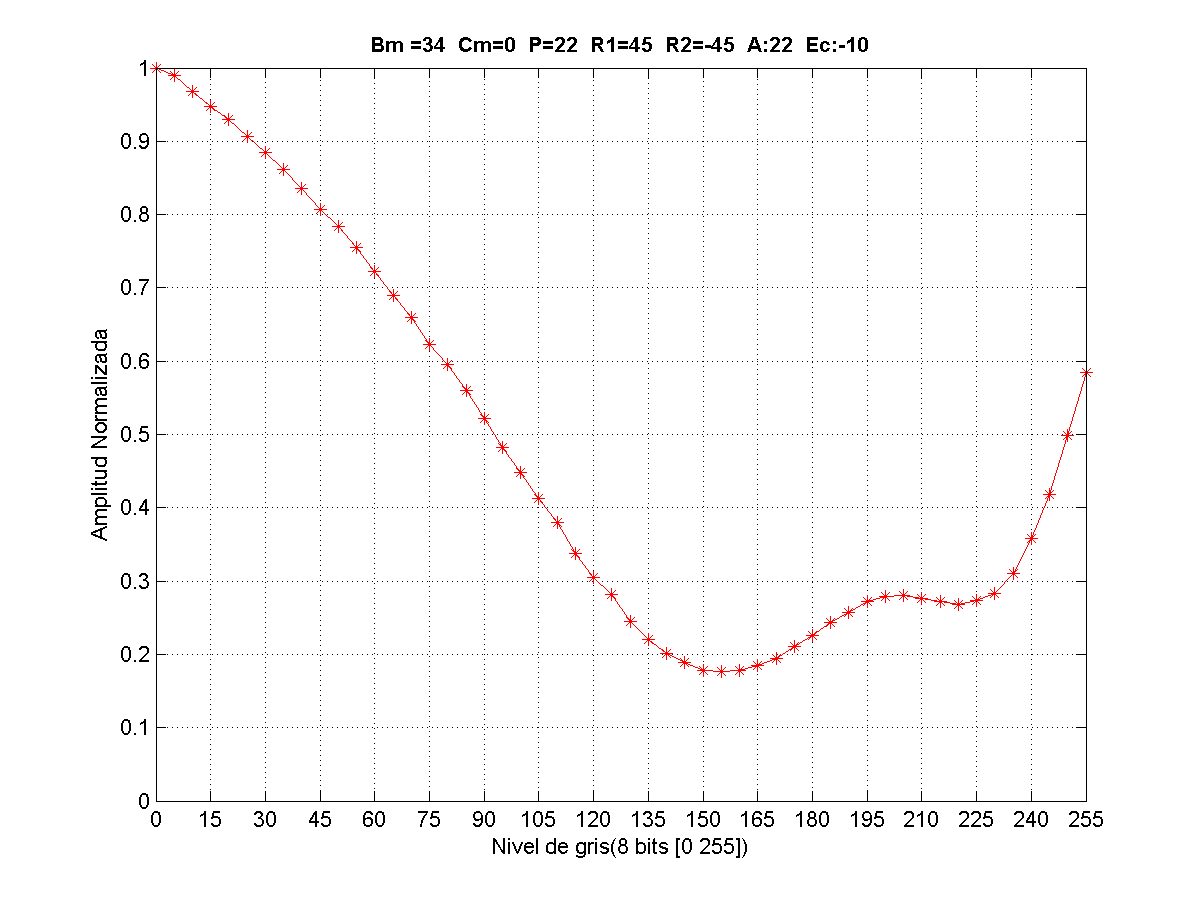 Bm =34 Cm=0 P=22 R1=45 R2=-45 A:22 Ec:-10
1
0.9
0.8
0.7
0.6
0.5
0.4
0.3
0.2
0.1
0
Amplitud Normalizada
0 15 30 45 60 75 90 105 120 135 150 165 180 195 210 225 240 255
Nivel de gris(8 bits [0 255])